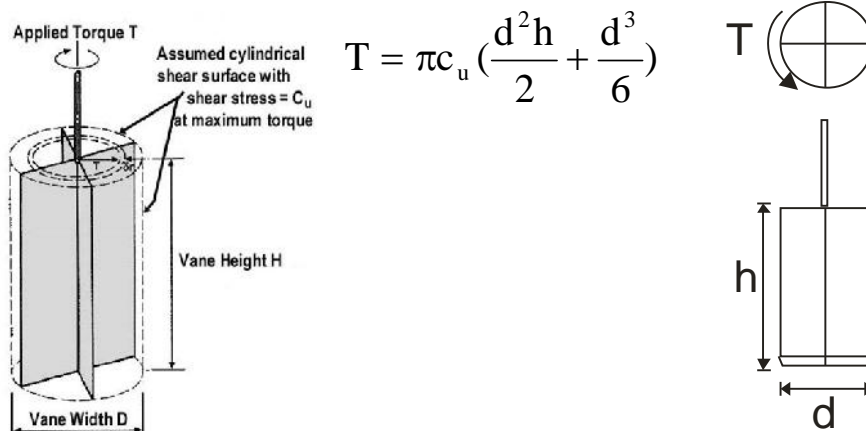 Applied Torque T
Assumed cylindrical
shear surface with
shear stress = Cu
at maximum torque
Vane Height H
Vane Width D
T = πc_u(d²h/2 + d³/6)
T
h
d